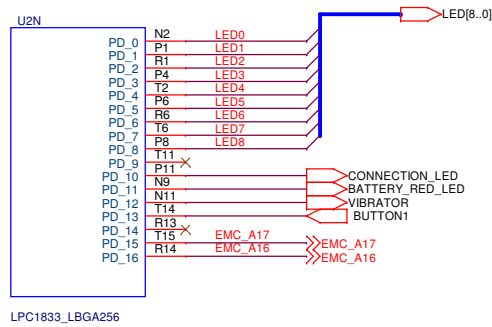 U2N
LED[8..0]
PD_0 N2 LED0
PD_1 P1 LED1
PD_2 R1 LED2
PD_3 P4 LED3
PD_4 T2 LED4
PD_5 P6 LED5
PD_6 R6 LED6
PD_7 T6 LED7
PD_8 P8 LED8
PD_9 T11
PD_10 P11 CONNECTION_LED
PD_11 N9 BATTERY_RED_LED
PD_12 N11 VIBRATOR
PD_13 T14 BUTTON1
PD_14 R13
PD_15 T15 EMC_A17 EMC_A17
PD_16 R14 EMC_A16 EMC_A16
LPC1833_LBGA256